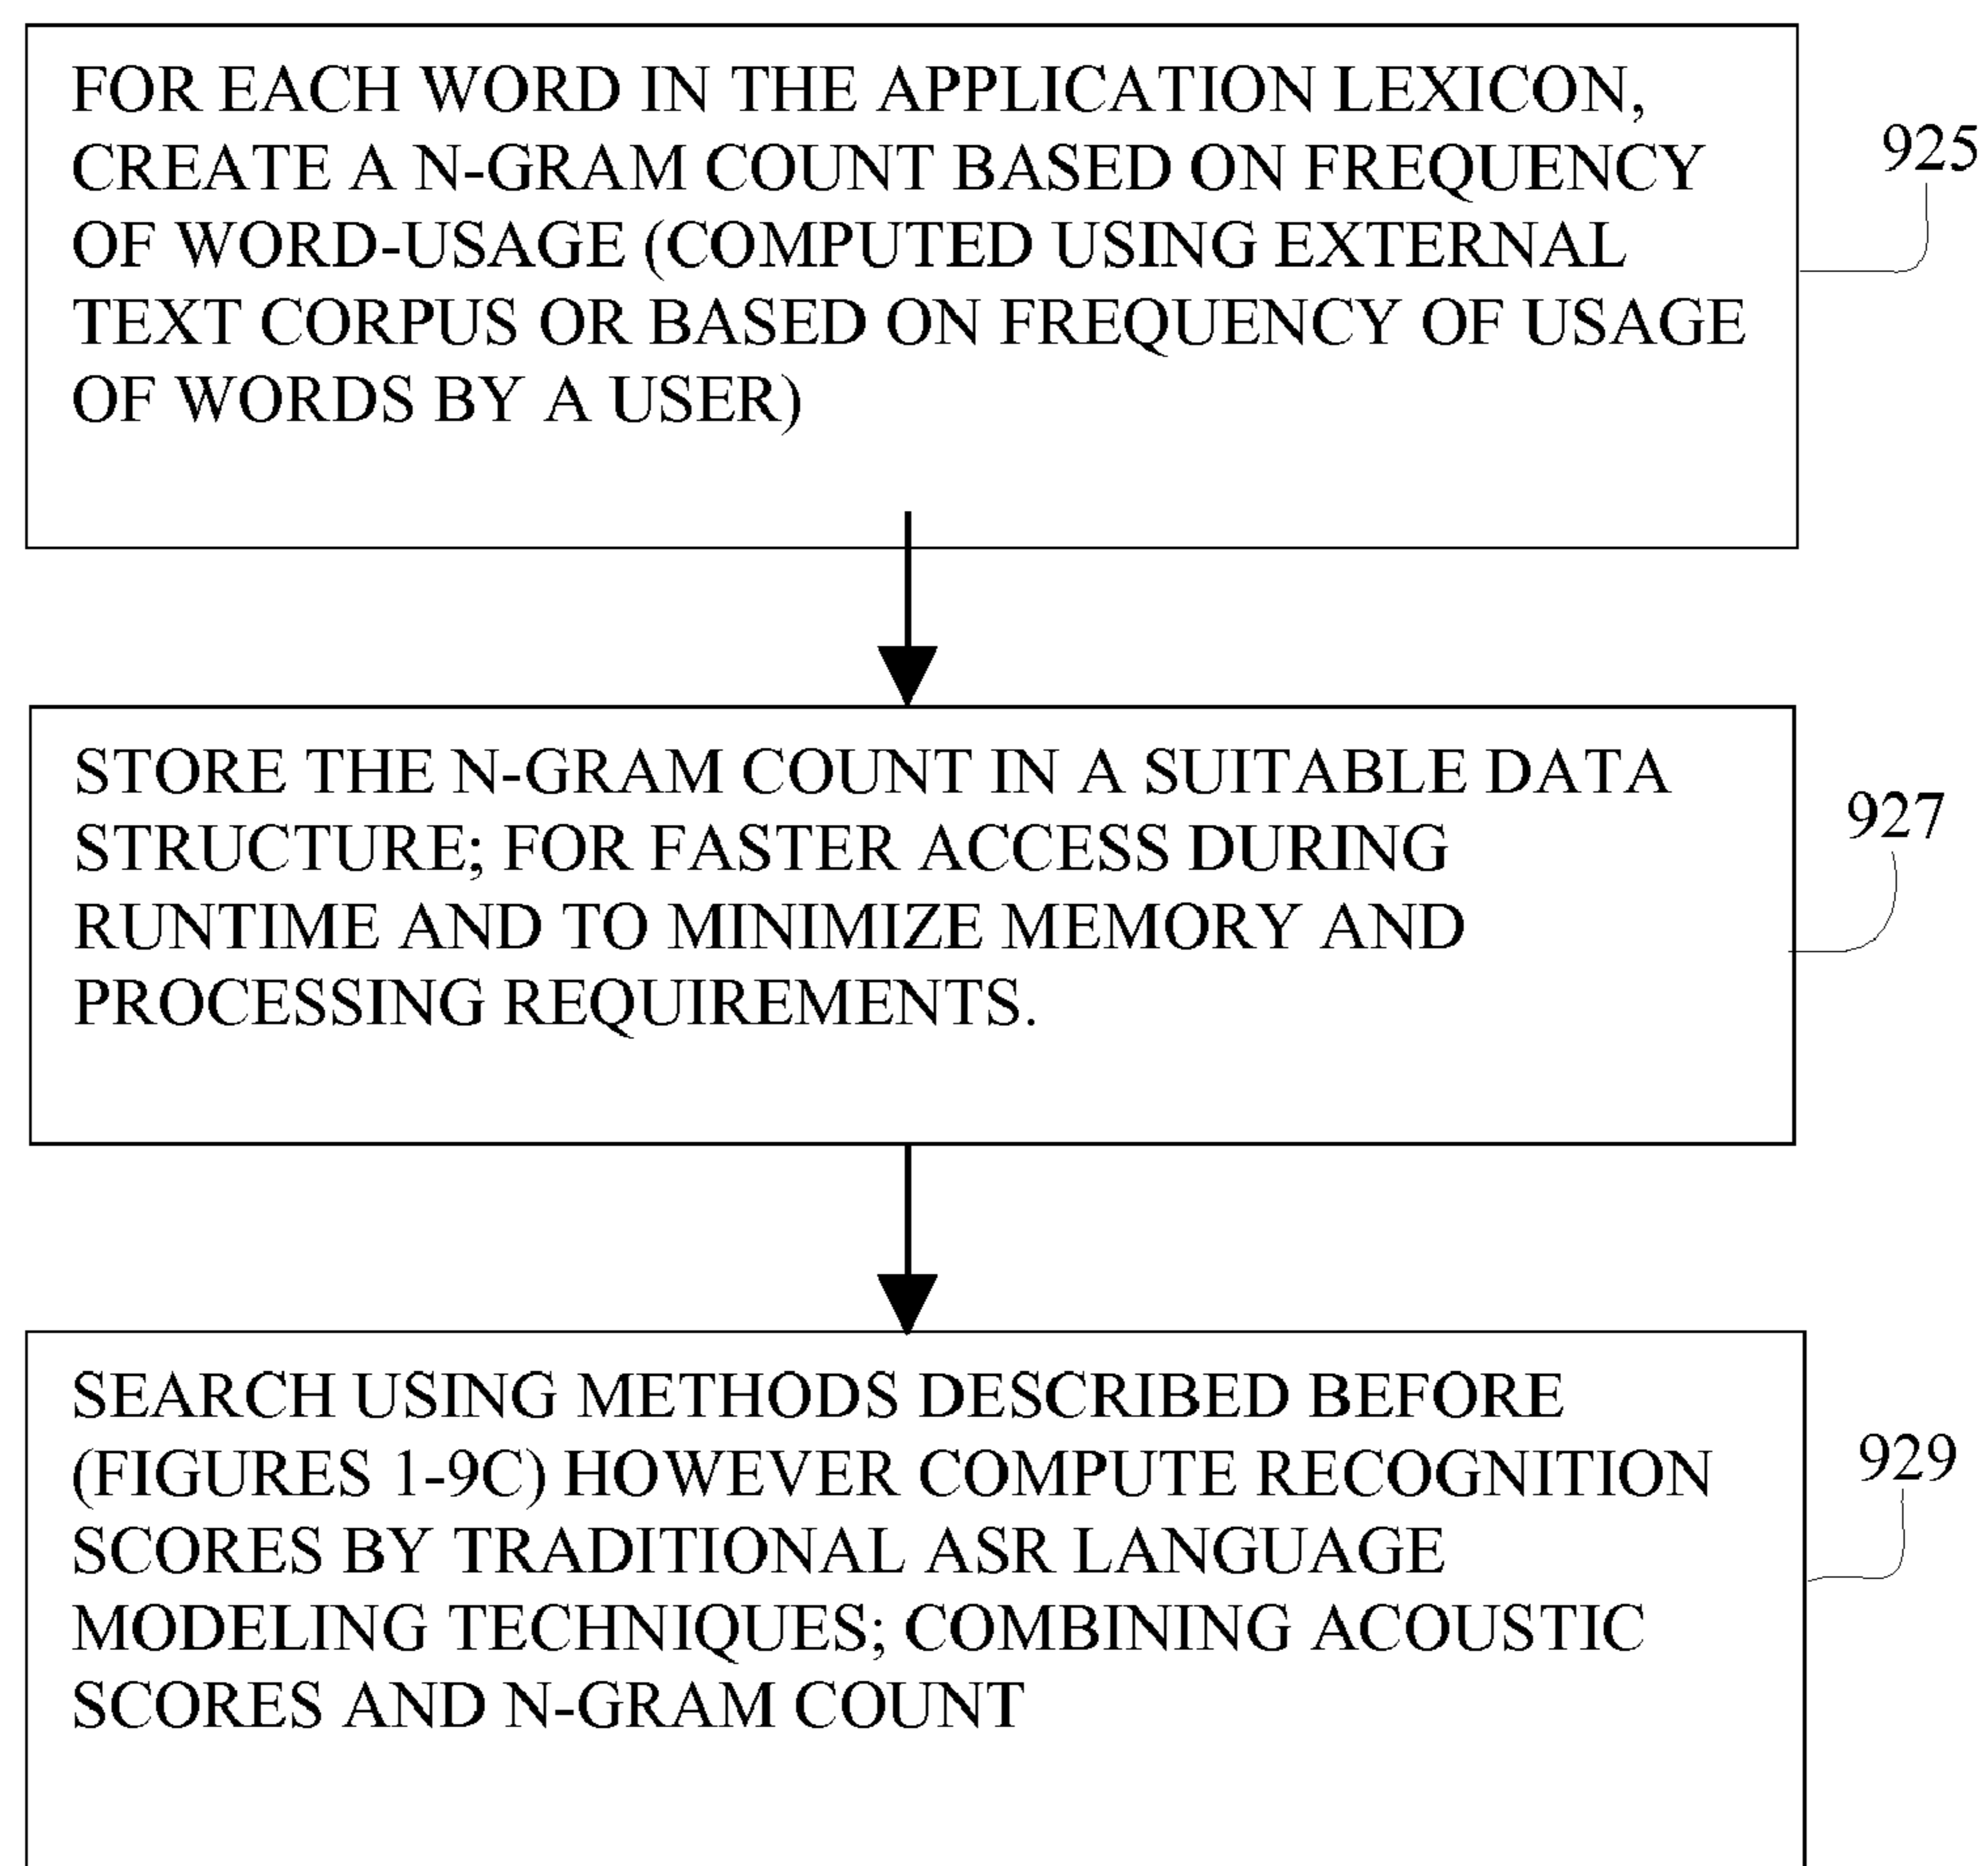 FOR EACH WORD IN THE APPLICATION LEXICON,
CREATE A N-GRAM COUNT BASED ON FREQUENCY
OF WORD-USAGE (COMPUTED USING EXTERNAL
TEXT CORPUS OR BASED ON FREQUENCY OF USAGE
OF WORDS BY A USER)
925
STORE THE N-GRAM COUNT IN A SUITABLE DATA
STRUCTURE; FOR FASTER ACCESS DURING
RUNTIME AND TO MINIMIZE MEMORY AND
PROCESSING REQUIREMENTS.
927
SEARCH USING METHODS DESCRIBED BEFORE
(FIGURES 1-9C) HOWEVER COMPUTE RECOGNITION
SCORES BY TRADITIONAL ASR LANGUAGE
MODELING TECHNIQUES; COMBINING ACOUSTIC
SCORES AND N-GRAM COUNT
929